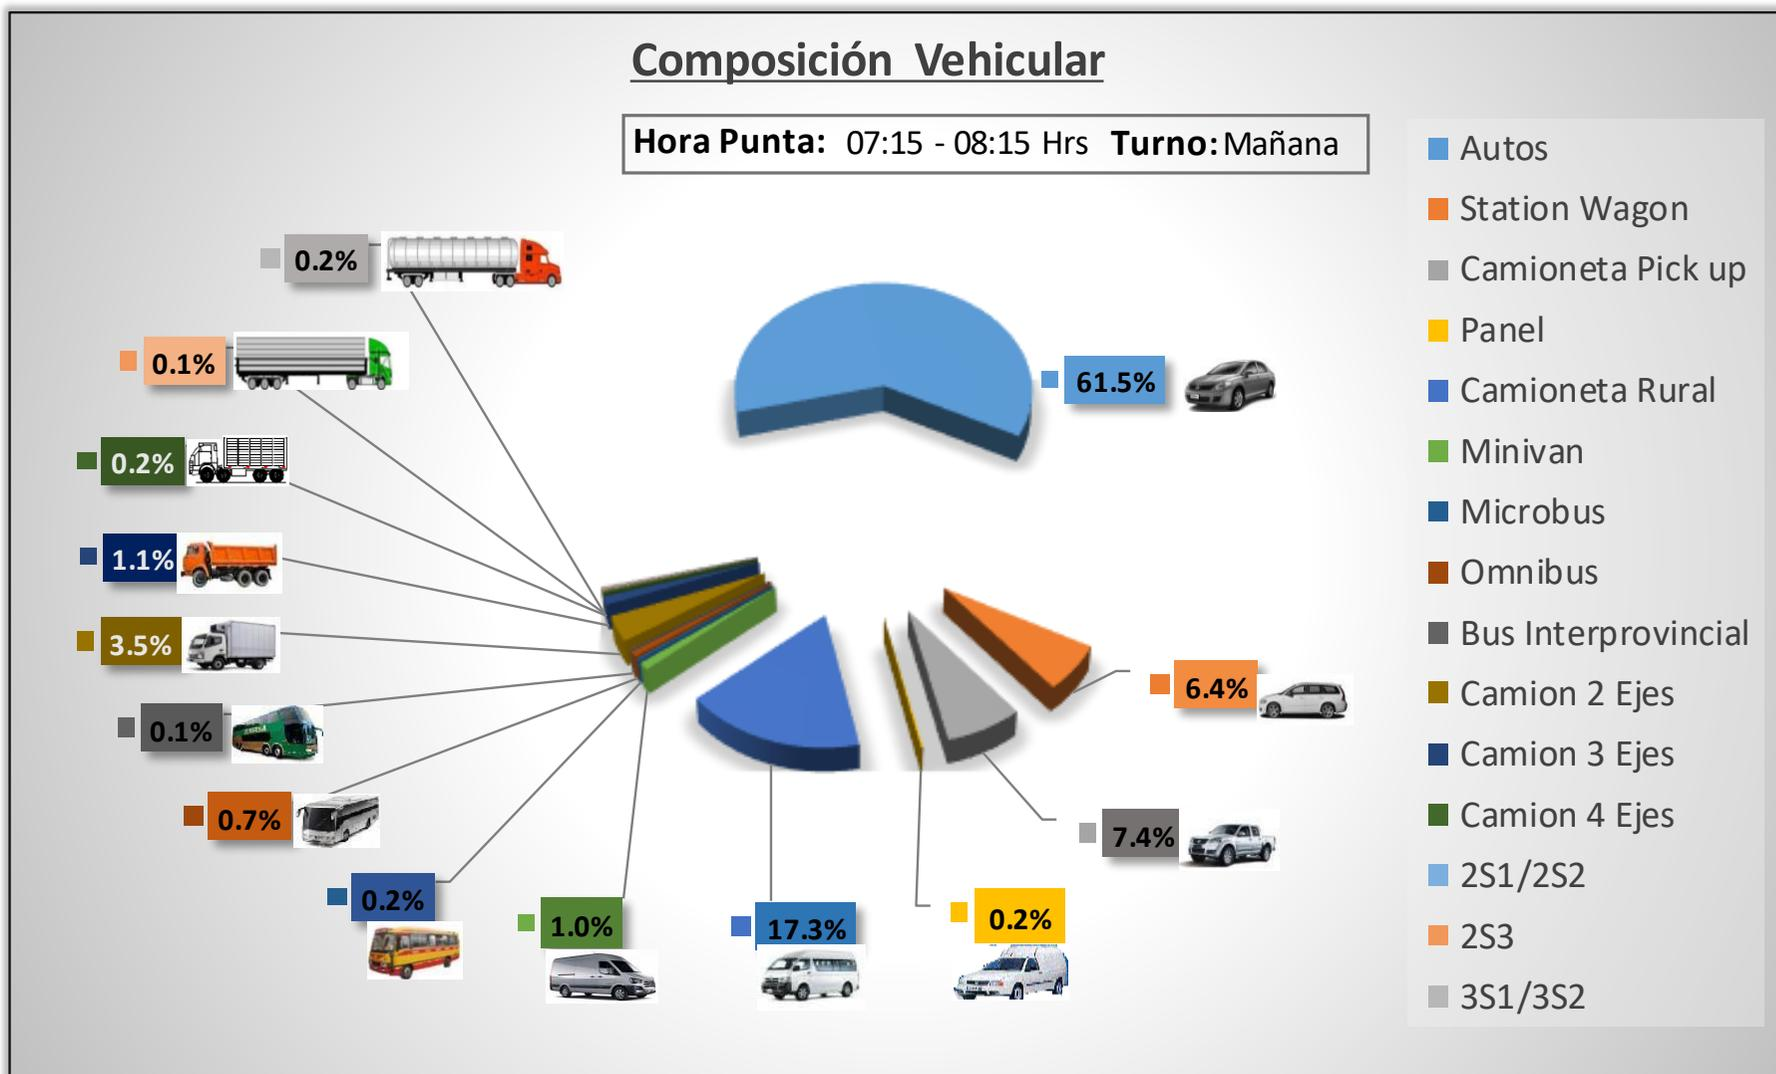 Composición Vehicular
Hora Punta: 07:15 - 08:15 Hrs Turno: Mañana
Autos
Station Wagon
Camioneta Pick up
Panel
Camioneta Rural
Minivan
Microbus
Omnibus
Bus Interprovincial
Camion 2 Ejes
Camion 3 Ejes
Camion 4 Ejes
2S1/2S2
2S3
3S1/3S2
0.2%
0.1%
0.2%
1.1%
3.5%
0.1%
0.7%
0.2%
1.0%
17.3%
0.2%
7.4%
6.4%
61.5%